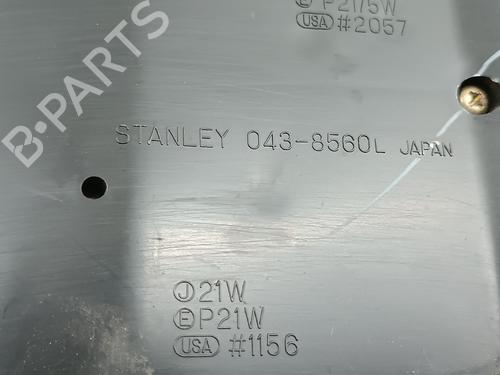 B-PARTS
E P21/5W
USA #2057
STANLEY 043-8560L JAPAN
J 21W
E P21W
USA #1156